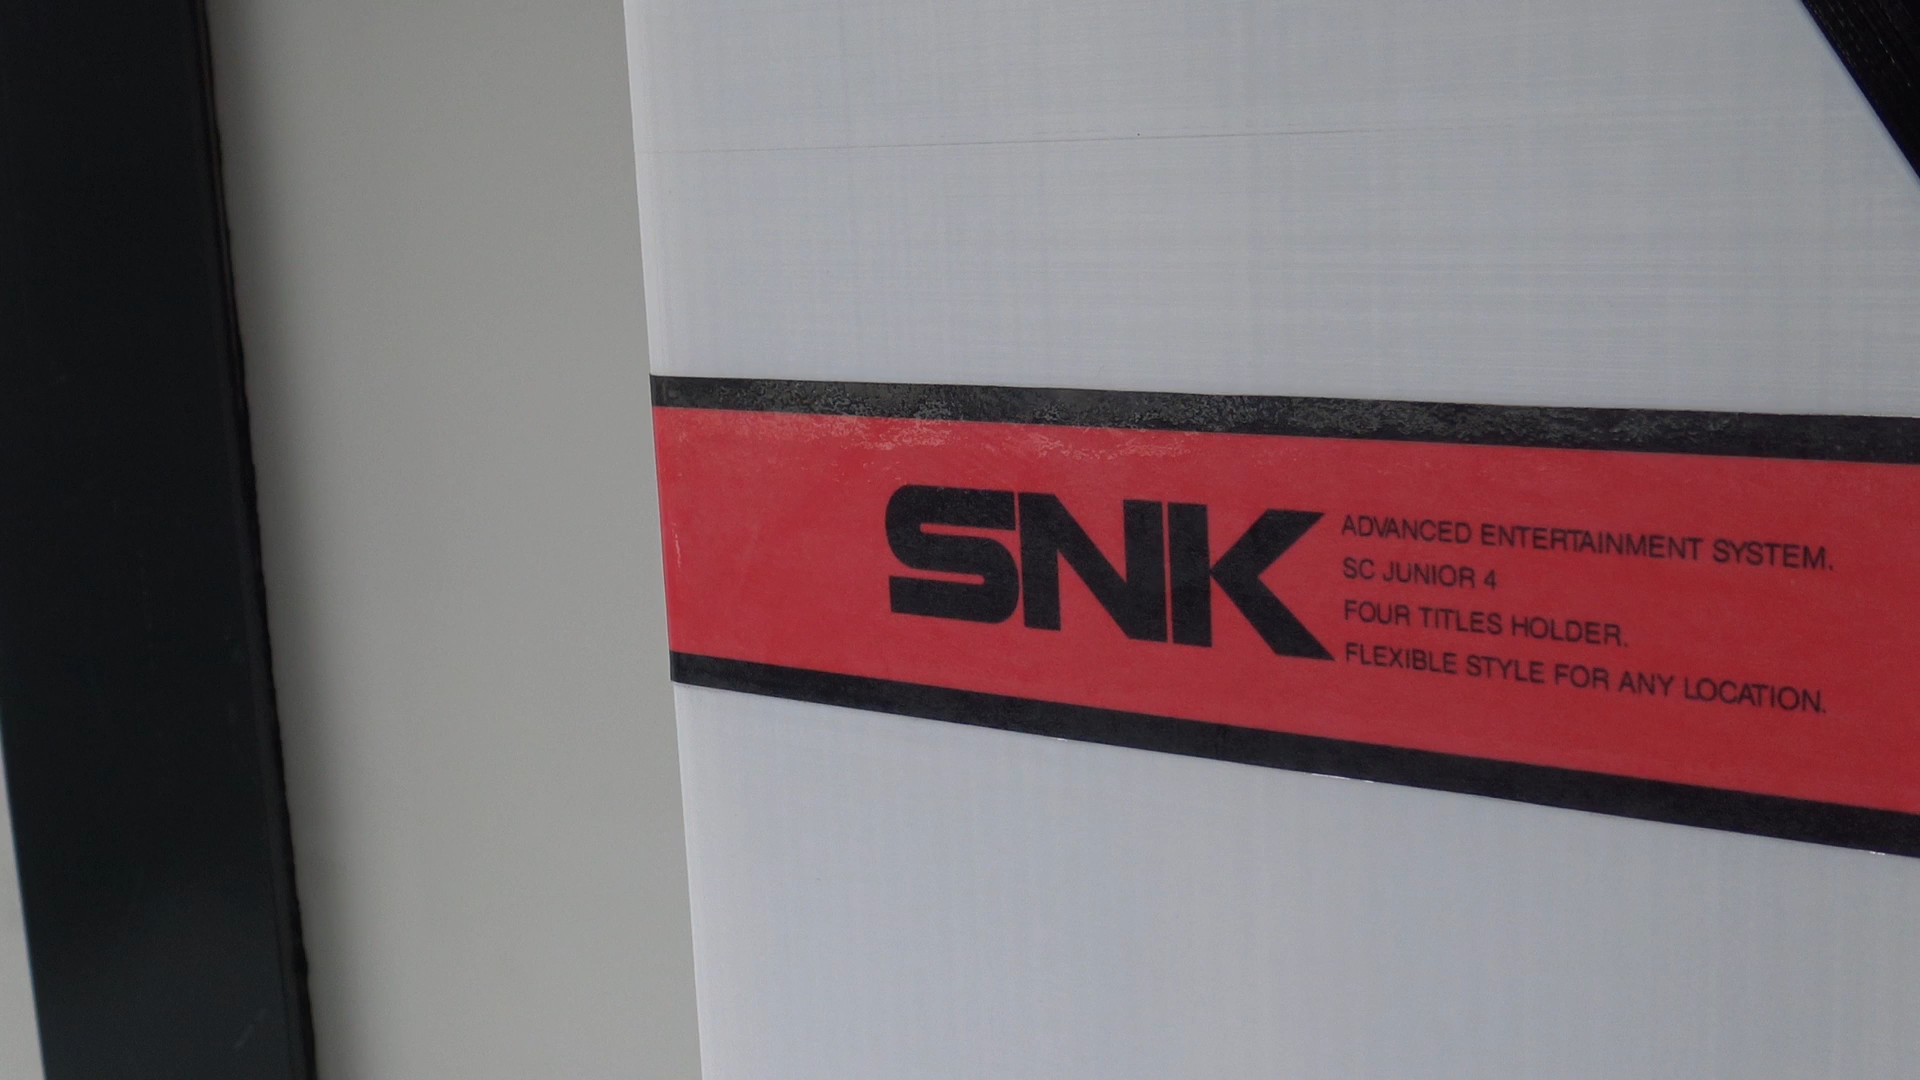 SNK
ADVANCED ENTERTAINMENT SYSTEM.
SC JUNIOR 4
FOUR TITLES HOLDER.
FLEXIBLE STYLE FOR ANY LOCATION.